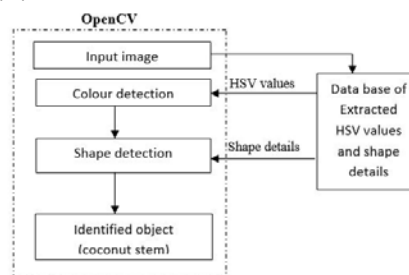 OpenCV
Input image
HSV values
Colour detection
Data base of
Extracted
HSV values
and shape
details
Shape details
Shape detection
Identified object
(coconut stem)